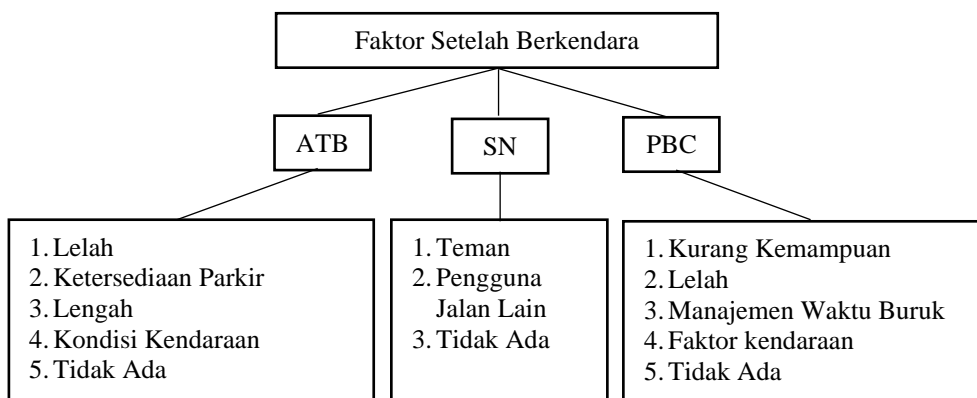 Faktor Setelah Berkendara
ATB
SN
PBC
1. Lelah
2. Ketersediaan Parkir
3. Lengah
4. Kondisi Kendaraan
5. Tidak Ada
1. Teman
2. Pengguna
Jalan Lain
3. Tidak Ada
1. Kurang Kemampuan
2. Lelah
3. Manajemen Waktu Buruk
4. Faktor kendaraan
5. Tidak Ada